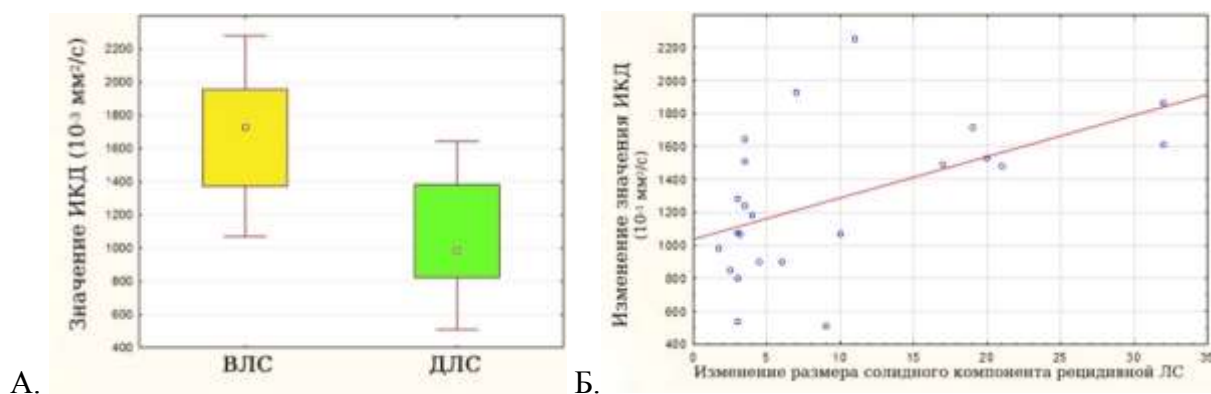 Значение ИКД (10⁻³ мм²/с)
2200
2000
1800
1600
1400
1200
1000
800
600
400
ВЛС ДЛС
А.
Изменение значения ИКД
(10⁻³ мм²/с)
2200
2000
1800
1600
1400
1200
1000
800
600
400
0 5 10 15 20 25 30 35
Изменение размера солидного компонента рецидивной ЛС
Б.